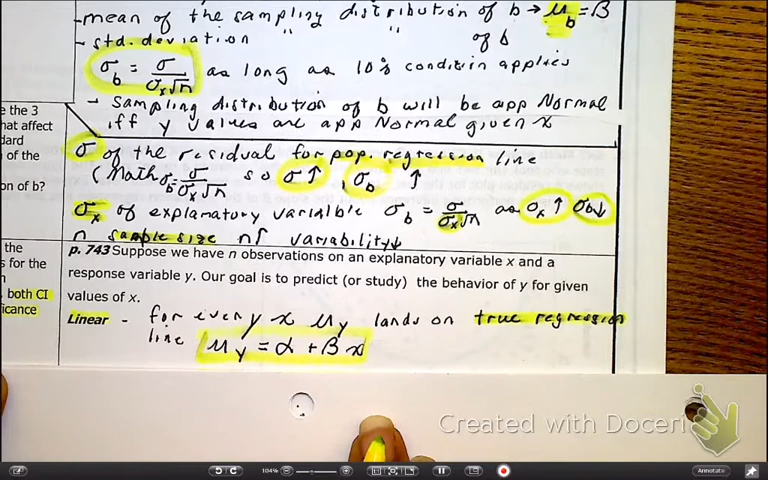 -mean of the sampling distribution of b → μb = β
- std. deviation " " of b
σb = σ/σx√n as long as 10% condition applies
- Sampling distribution of b will be app Normal
iff y values are app Normal given x
e the 3
hat affect
dard
n of the
on of b?
σ of the residual for pop. regression line
(Math σb = σ/σx√n so σ↑, σb ↑
σx of explanatory variable σb = σ/σx√n as σx↑ σb↓
n sample size n↑ variability↓
the
s for the
n
both CI
ficance
p. 743 Suppose we have n observations on an explanatory variable x and a
response variable y. Our goal is to predict (or study) the behavior of y for given
values of x.
Linear - for every x μy lands on true regression
line μy = α + βx
Created with Doceri
104%
Annotate